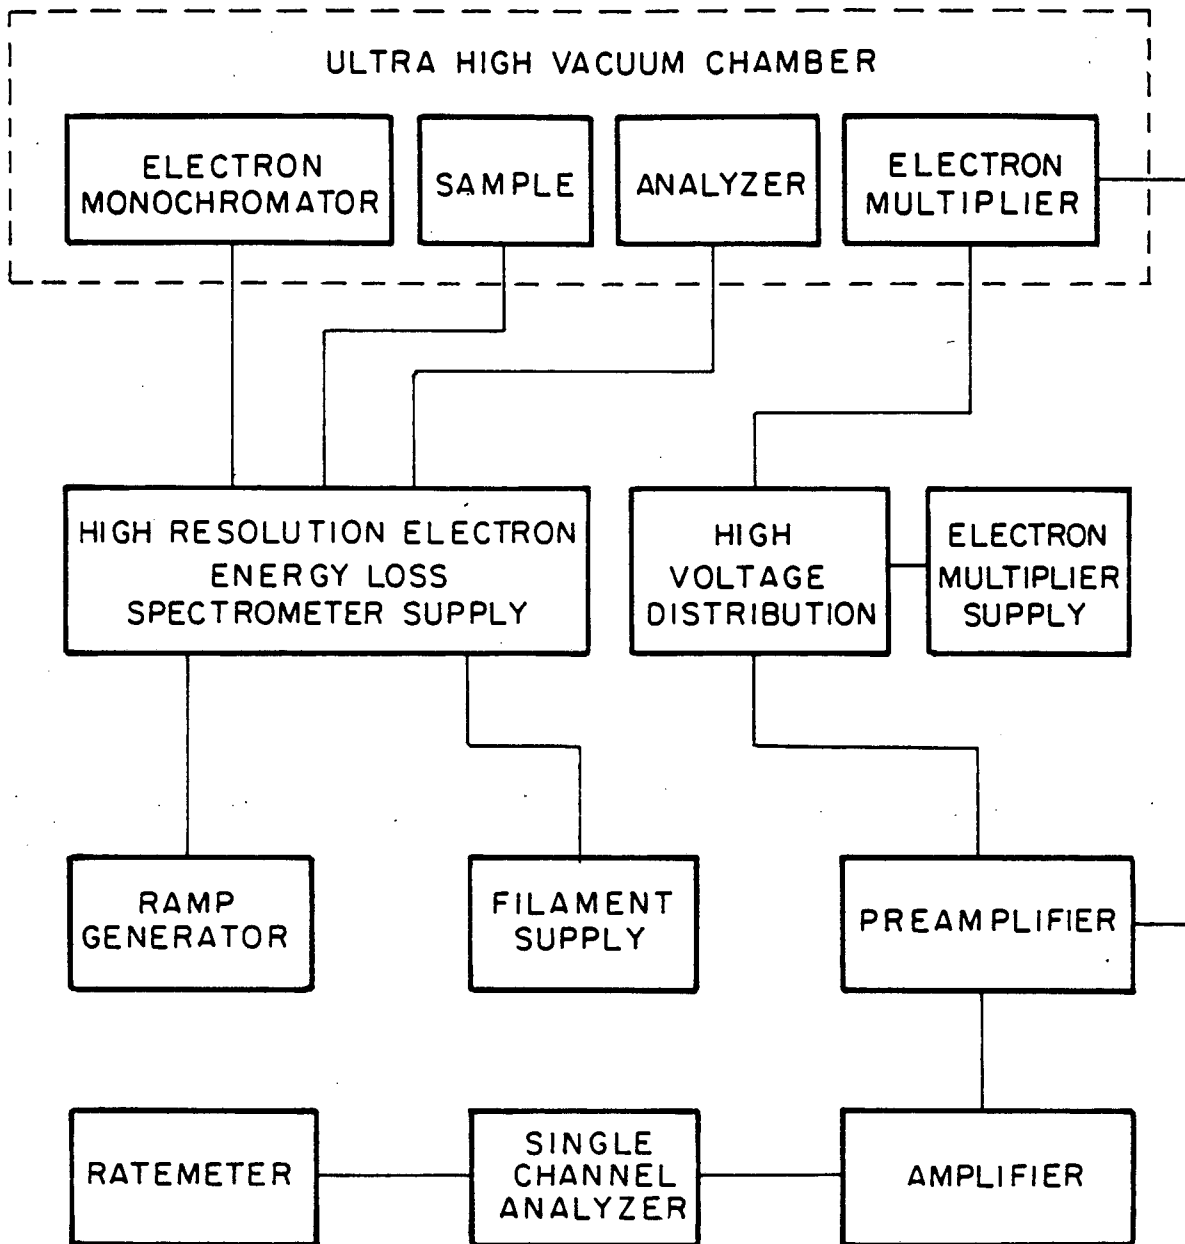 ULTRA HIGH VACUUM CHAMBER
ELECTRON
MONOCHROMATOR
SAMPLE
ANALYZER
ELECTRON
MULTIPLIER
HIGH RESOLUTION ELECTRON
ENERGY LOSS
SPECTROMETER SUPPLY
HIGH
VOLTAGE
DISTRIBUTION
ELECTRON
MULTIPLIER
SUPPLY
RAMP
GENERATOR
FILAMENT
SUPPLY
PREAMPLIFIER
RATEMETER
SINGLE
CHANNEL
ANALYZER
AMPLIFIER